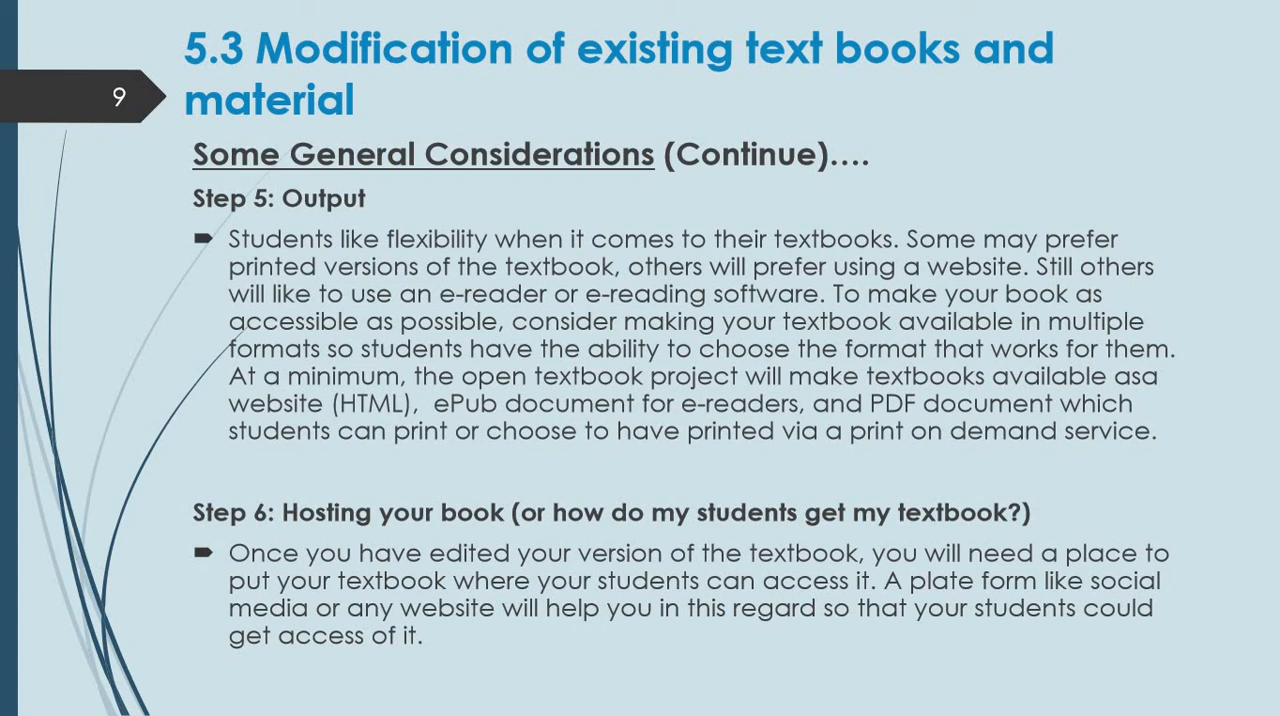 5.3 Modification of existing text books and
material
9
Some General Considerations (Continue)....
Step 5: Output
Students like flexibility when it comes to their textbooks. Some may prefer
printed versions of the textbook, others will prefer using a website. Still others
will like to use an e-reader or e-reading software. To make your book as
accessible as possible, consider making your textbook available in multiple
formats so students have the ability to choose the format that works for them.
At a minimum, the open textbook project will make textbooks available asa
website (HTML),  ePub document for e-readers, and PDF document which
students can print or choose to have printed via a print on demand service.
Step 6: Hosting your book (or how do my students get my textbook?)
Once you have edited your version of the textbook, you will need a place to
put your textbook where your students can access it. A plate form like social
media or any website will help you in this regard so that your students could
get access of it.